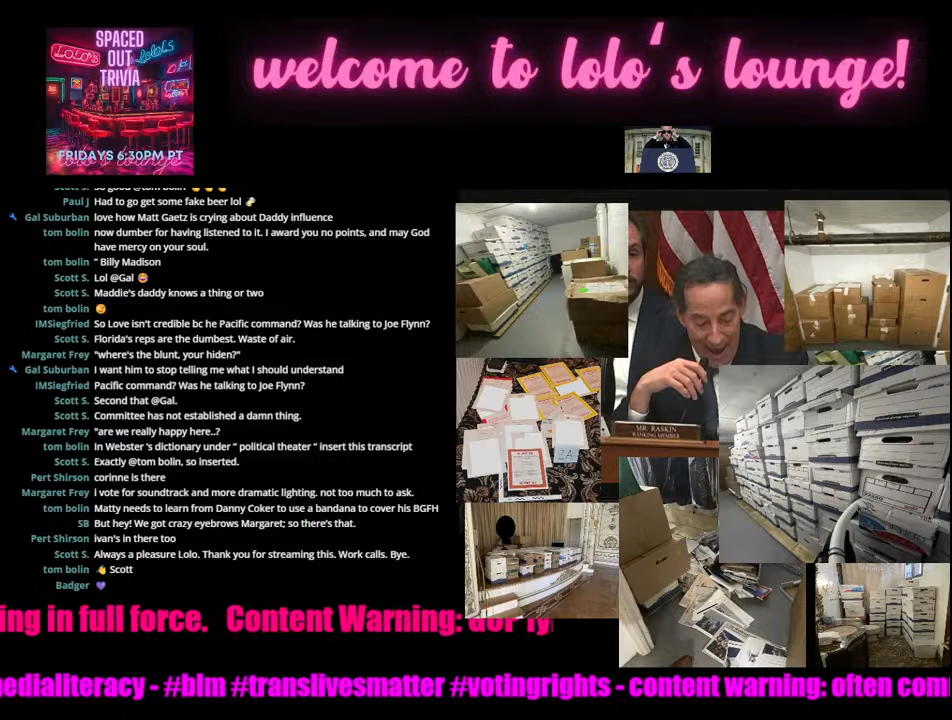 SPACED
OUT
TRIVIA
LOLO'S
FRIDAYS 6:30PM PT
lolo's lounge
welcome to lolo's lounge!
Paul J Had to go get some fake beer lol
Gal Suburban love how Matt Gaetz is crying about Daddy influence
tom bolin now dumber for having listened to it. I award you no points, and may God
have mercy on your soul.
tom bolin " Billy Madison
Scott S. Lol @Gal
Scott S. Maddie's daddy knows a thing or two
tom bolin
IMSiegfried So Love isn't credible bc he Pacific command? Was he talking to Joe Flynn?
Scott S. Florida's reps are the dumbest. Waste of air.
Margaret Frey "where's the blunt, your hiden?"
Gal Suburban I want him to stop telling me what I should understand
IMSiegfried Pacific command? Was he talking to Joe Flynn?
Scott S. Second that @Gal.
Scott S. Committee has not established a damn thing.
Margaret Frey "are we really happy here..?
tom bolin In Webster 's dictionary under " political theater " insert this transcript
Scott S. Exactly @tom bolin, so inserted.
Pert Shirson corinne is there
Margaret Frey i vote for soundtrack and more dramatic lighting. not too much to ask.
tom bolin Matty needs to learn from Danny Coker to use a bandana to cover his BGFH
SB But hey! We got crazy eyebrows Margaret; so there's that.
Pert Shirson ivan's in there too
Scott S. Always a pleasure Lolo. Thank you for streaming this. Work calls. Bye.
tom bolin Scott
Badger
MR. RASKIN
RANKING MEMBER
2A
ing in full force. Content Warning:
medialiteracy - #blm #translivesmatter #votingrights - content warning: often com